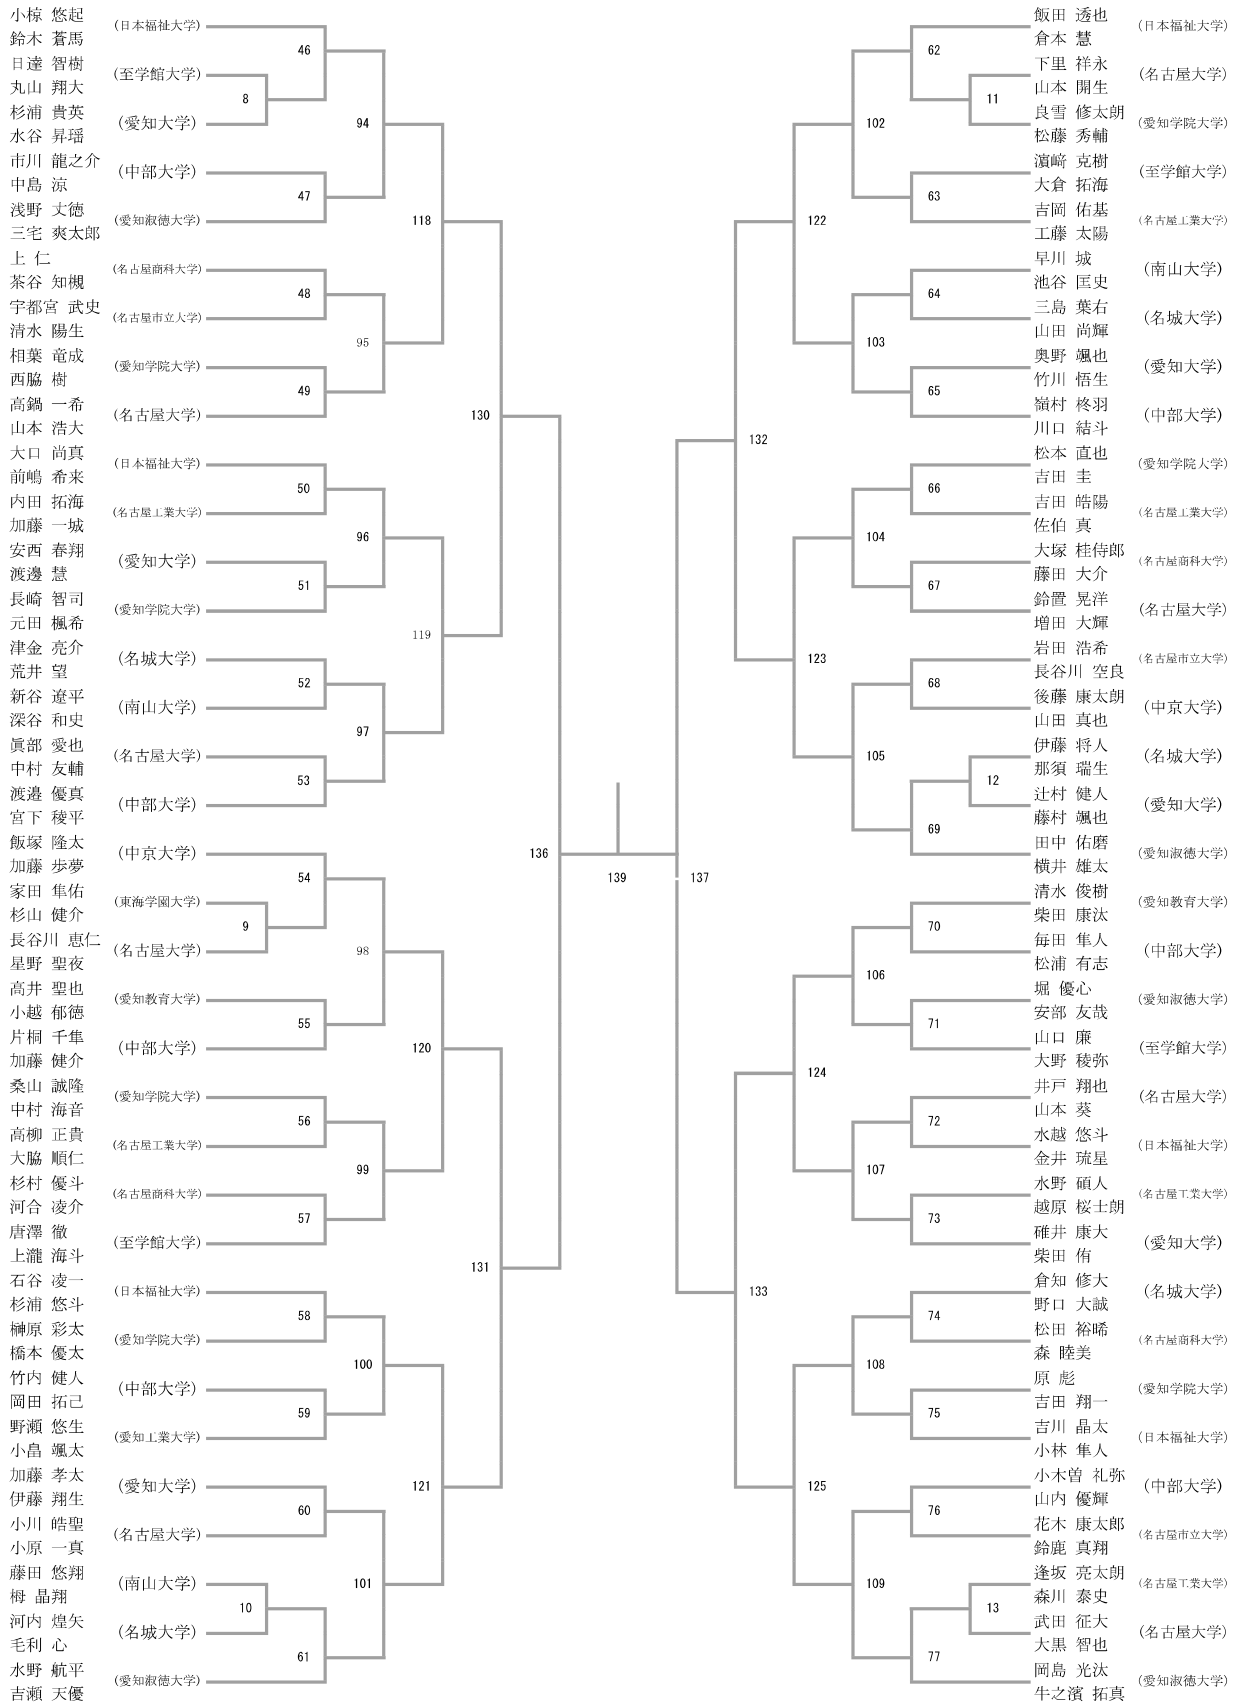 小椋 悠起
鈴木 蒼馬
(日本福祉大学)
46
日達 智樹
丸山 翔大
(至学館大学)
8
杉浦 貴英
水谷 昇瑶
(愛知大学)
94
市川 龍之介
中島 涼
(中部大学)
47
浅野 丈徳
三宅 爽太郎
(愛知淑徳大学)
118
上 仁
茶谷 知槻
(名古屋商科大学)
48
宇都宮 武史
清水 陽生
(名古屋市立大学)
95
相葉 竜成
西脇 樹
(愛知学院大学)
49
高鍋 一希
山本 浩大
(名古屋大学)
130
大口 尚真
前嶋 希来
(日本福祉大学)
50
内田 拓海
加藤 一城
(名古屋工業大学)
96
安西 春翔
渡邊 慧
(愛知大学)
51
長崎 智司
元田 楓希
(愛知学院大学)
119
津金 亮介
荒井 望
(名城大学)
52
新谷 遼平
深谷 和史
(南山大学)
97
眞部 愛也
中村 友輔
(名古屋大学)
53
渡邉 優真
宮下 稜平
(中部大学)
136
飯塚 隆太
加藤 歩夢
(中京大学)
54
家田 隼佑
杉山 健介
(東海学園大学)
9
長谷川 恵仁
星野 聖夜
(名古屋大学)
98
高井 聖也
小越 郁徳
(愛知教育大学)
55
片桐 千隼
加藤 健介
(中部大学)
120
桑山 誠隆
中村 海音
(愛知学院大学)
56
高柳 正貴
大脇 順仁
(名古屋工業大学)
99
杉村 優斗
河合 凌介
(名古屋商科大学)
57
唐澤 徹
上瀧 海斗
(至学館大学)
131
石谷 凌一
杉浦 悠斗
(日本福祉大学)
58
榊原 彩太
橋本 優太
(愛知学院大学)
100
竹内 健人
岡田 拓己
(中部大学)
59
野瀬 悠生
小畠 颯太
(愛知工業大学)
121
加藤 孝太
伊藤 翔生
(愛知大学)
60
小川 皓聖
小原 一真
(名古屋大学)
101
藤田 悠翔
栂 晶翔
(南山大学)
10
河内 煌矢
毛利 心
(名城大学)
61
水野 航平
吉瀬 天優
(愛知淑徳大学)
139
137
飯田 透也
倉本 慧
(日本福祉大学)
62
下里 祥永
山本 開生
(名古屋大学)
11
良雪 修太朗
松藤 秀輔
(愛知学院大学)
102
濵﨑 克樹
大倉 拓海
(至学館大学)
63
吉岡 佑基
工藤 太陽
(名古屋工業大学)
122
早川 城
池谷 匡史
(南山大学)
64
三島 葉右
山田 尚輝
(名城大学)
103
奥野 颯也
竹川 悟生
(愛知大学)
65
嶺村 柊羽
川口 結斗
(中部大学)
132
松本 直也
吉田 圭
(愛知学院大学)
66
吉田 皓陽
佐伯 真
(名古屋工業大学)
104
大塚 桂侍郎
藤田 大介
(名古屋商科大学)
67
鈴置 晃洋
増田 大輝
(名古屋大学)
123
岩田 浩希
長谷川 空良
(名古屋市立大学)
68
後藤 康太朗
山田 真也
(中京大学)
105
伊藤 将人
那須 瑞生
(名城大学)
12
辻村 健人
藤村 颯也
(愛知大学)
69
田中 佑磨
横井 雄太
(愛知淑徳大学)
清水 俊樹
柴田 康汰
(愛知教育大学)
70
毎田 隼人
松浦 有志
(中部大学)
106
堀 優心
安部 友哉
(愛知淑徳大学)
71
山口 廉
大野 稜弥
(至学館大学)
124
井戸 翔也
山本 葵
(名古屋大学)
72
水越 悠斗
金井 琉星
(日本福祉大学)
107
水野 碩人
越原 桜士朗
(名古屋工業大学)
73
碓井 康大
柴田 侑
(愛知大学)
133
倉知 修大
野口 大誠
(名城大学)
74
松田 裕晞
森 睦美
(名古屋商科大学)
108
原 彪
吉田 翔一
(愛知学院大学)
75
吉川 晶太
小林 隼人
(日本福祉大学)
125
小木曽 礼弥
山内 優輝
(中部大学)
76
花木 康太郎
鈴鹿 真翔
(名古屋市立大学)
109
逢坂 亮太朗
森川 泰史
(名古屋工業大学)
13
武田 征大
大黒 智也
(名古屋大学)
77
岡島 光汰
牛之濱 拓真
(愛知淑徳大学)